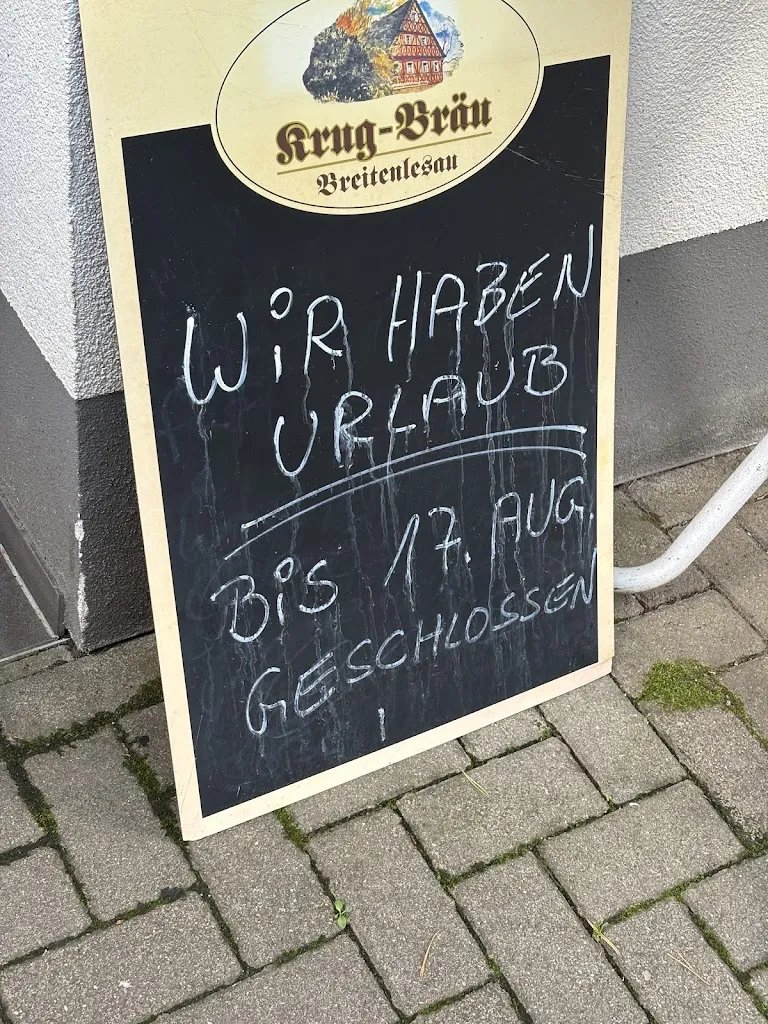 Krug-Bräu
Breitenlesau
WiR HABEN
URLAUB
BiS 17. AUG.
GESCHLOSSEN
!